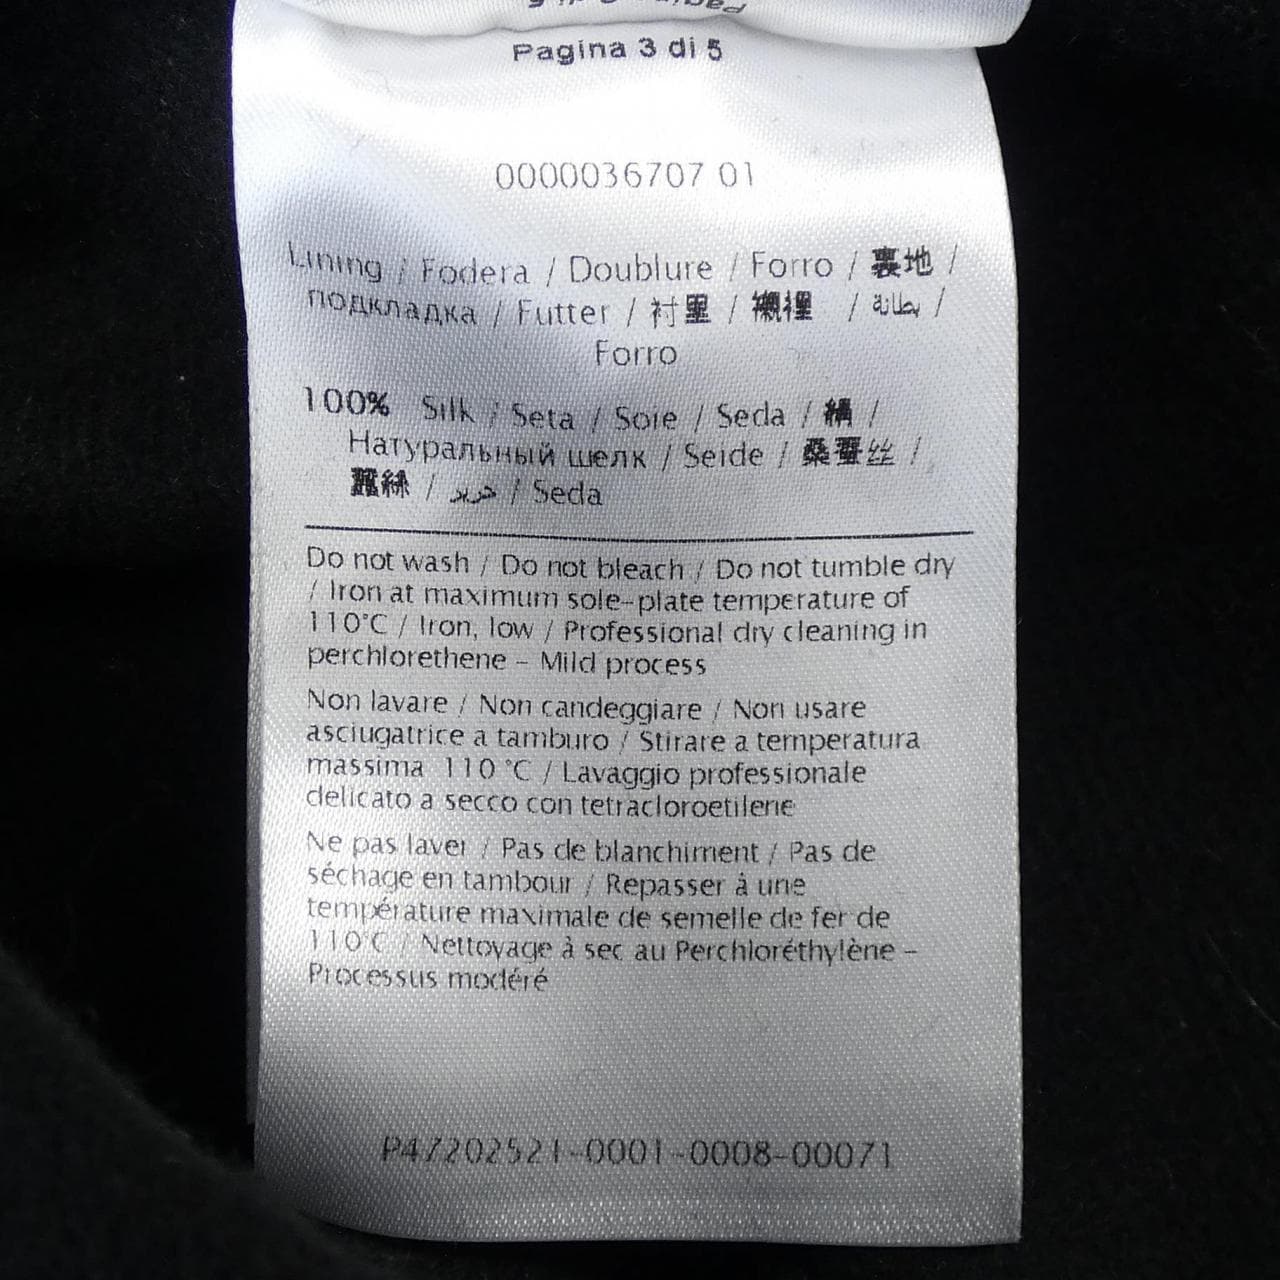 Pagina 3 di 5
0000036707 01
Lining / Fodera / Doublure / Forro / 裏地 /
подкладка / Futter / 衬里 / 襯裡 / بطانة /
Forro
100% Silk / Seta / Soie / Seda / 絹 /
Натуральный шелк / Seide / 桑蚕丝 /
蠶絲 / حرير / Seda
Do not wash / Do not bleach / Do not tumble dry
/ Iron at maximum sole-plate temperature of
110°C / Iron, low / Professional dry cleaning in
perchlorethene - Mild process
Non lavare / Non candeggiare / Non usare
asciugatrice a tamburo / Stirare a temperatura
massima 110 °C / Lavaggio professionale
delicato a secco con tetracloroetilene
Ne pas laver / Pas de blanchiment / Pas de
séchage en tambour / Repasser à une
température maximale de semelle de fer de
110°C / Nettoyage à sec au Perchloréthylène -
Processus modéré
P47202521-0001-0008-00071